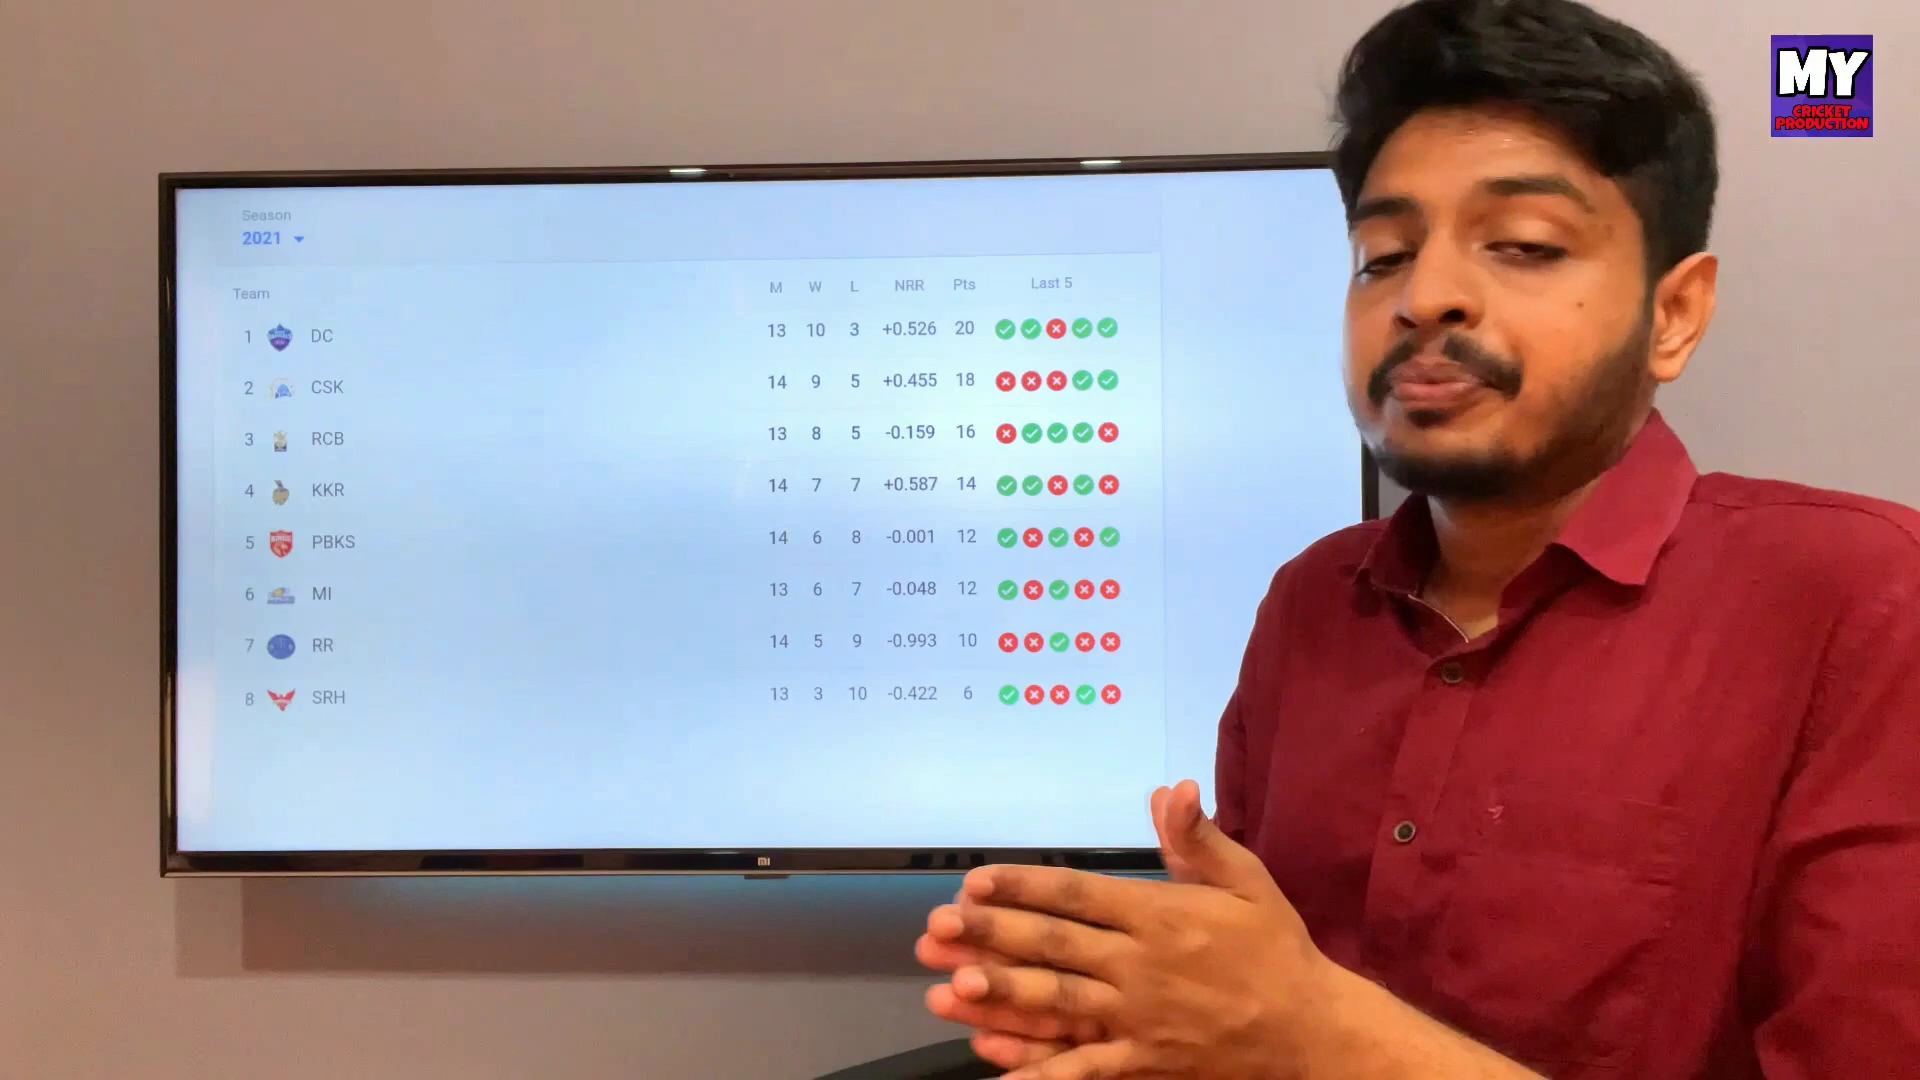 MY
CRICKET
PRODUCTION
Season
2021
Team M W L NRR Pts Last 5
1 DC 13 10 3 +0.526 20
2 CSK 14 9 5 +0.455 18
3 RCB 13 8 5 -0.159 16
4 KKR 14 7 7 +0.587 14
5 PBKS 14 6 8 -0.001 12
6 MI 13 6 7 -0.048 12
7 RR 14 5 9 -0.993 10
8 SRH 13 3 10 -0.422 6
mi